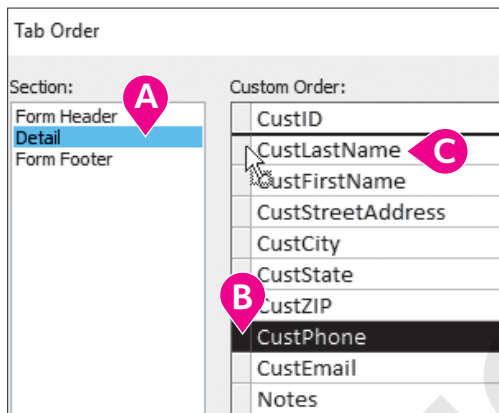 Tab Order
Section:
Form Header
Detail
Form Footer
A
Custom Order:
CustID
CustLastName
C
CustFirstName
CustStreetAddress
CustCity
CustState
CustZIP
B
CustPhone
CustEmail
Notes